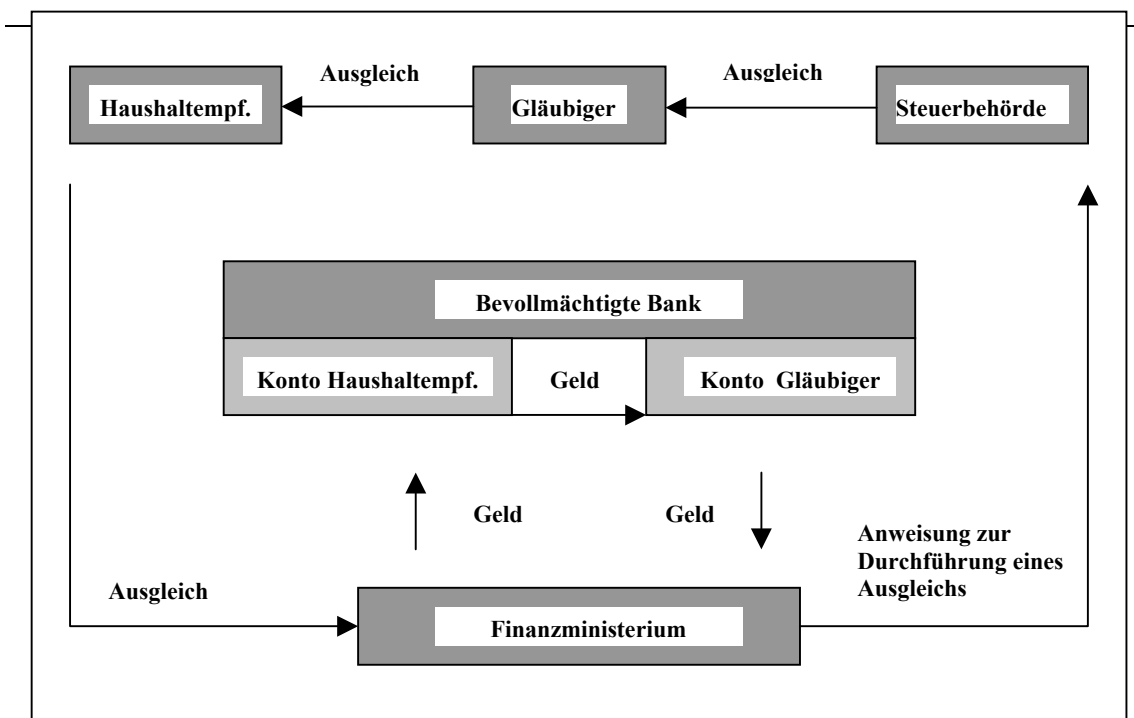 Ausgleich
Ausgleich
Haushaltempf.
Gläubiger
Steuerbehörde
Bevollmächtigte Bank
Konto Haushaltempf.
Geld
Konto Gläubiger
Geld
Geld
Anweisung zur
Durchführung eines
Ausgleichs
Ausgleich
Finanzministerium